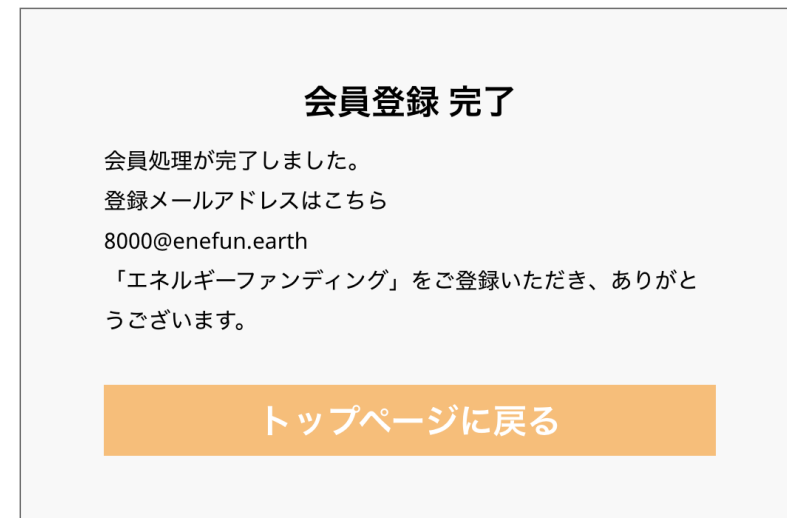 会員登録 完了
会員処理が完了しました。
登録メールアドレスはこちら
8000@enefun.earth
「エネルギーファンディング」をご登録いただき、ありがと
うございます。
トップページに戻る